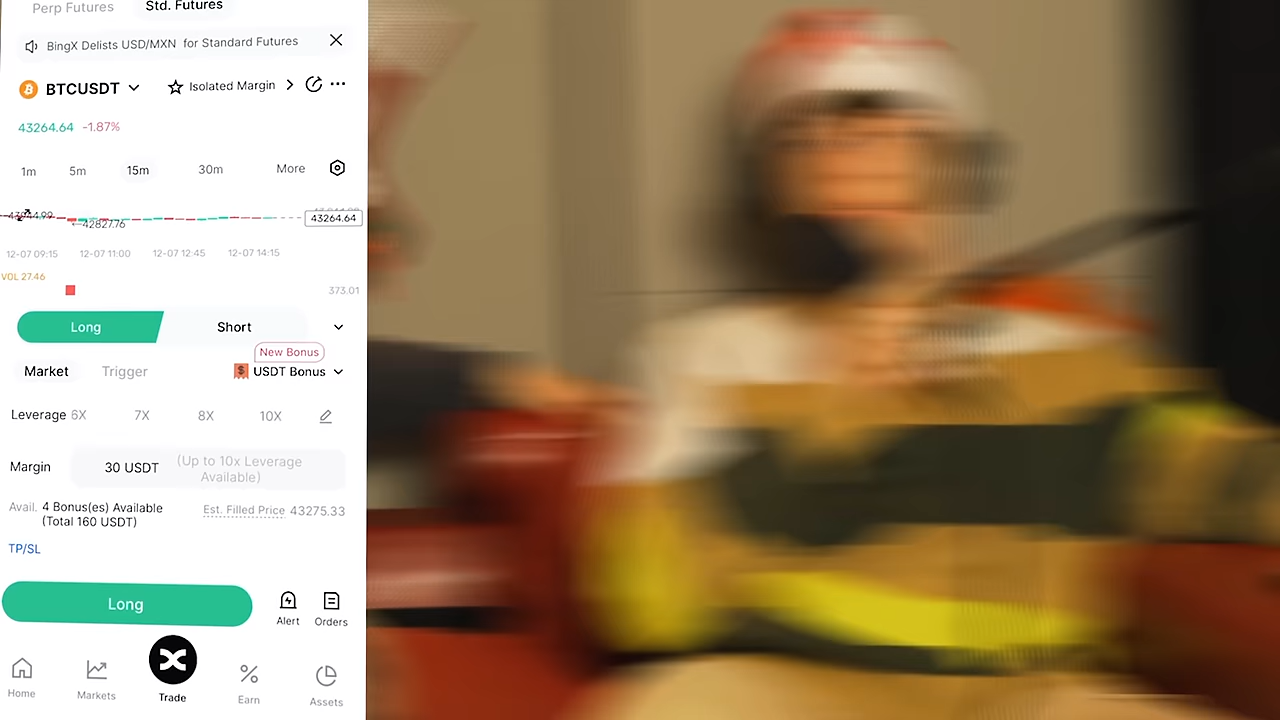 Perp Futures Std. Futures
BingX Delists USD/MXN for Standard Futures
BTCUSDT Isolated Margin
43264.64 -1.87%
1m 5m 15m 30m More
43264.64
←42827.76
12-07 09:15 12-07 11:00 12-07 12:45 12-07 14:15
VOL 27.46
373.01
Long Short
New Bonus
Market Trigger USDT Bonus
Leverage 6X 7X 8X 10X
Margin 30 USDT (Up to 10x Leverage
Available)
Avail. 4 Bonus(es) Available
(Total 160 USDT)
Est. Filled Price 43275.33
TP/SL
Long
Alert Orders
Home Markets Trade Earn Assets